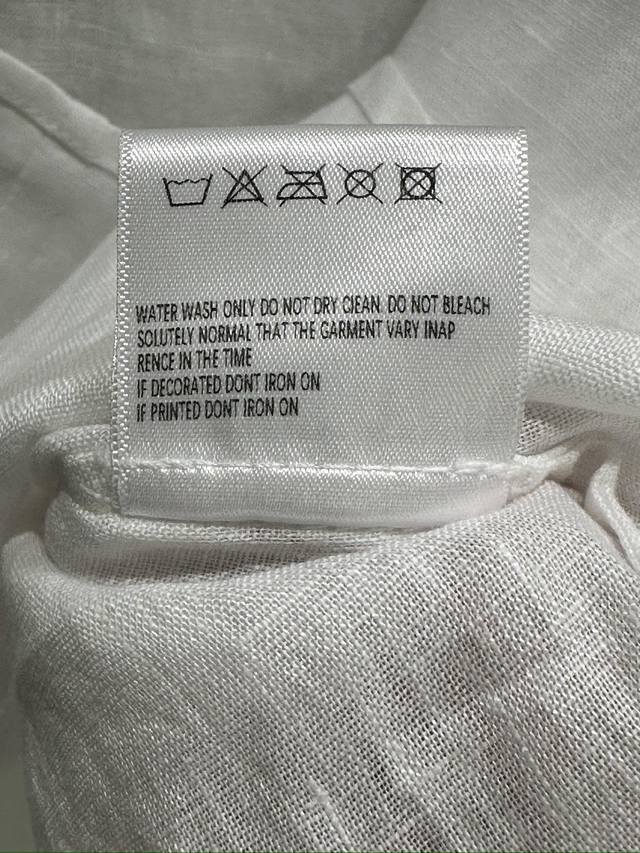 WATER WASH ONLY DO NOT DRY CLEAN. DO NOT BLEACH
SOLUTELY NORMAL THAT THE GARMENT VARY INAP
RENCE IN THE TIME
IF DECORATED DONT IRON ON
IF PRINTED DONT IRON ON